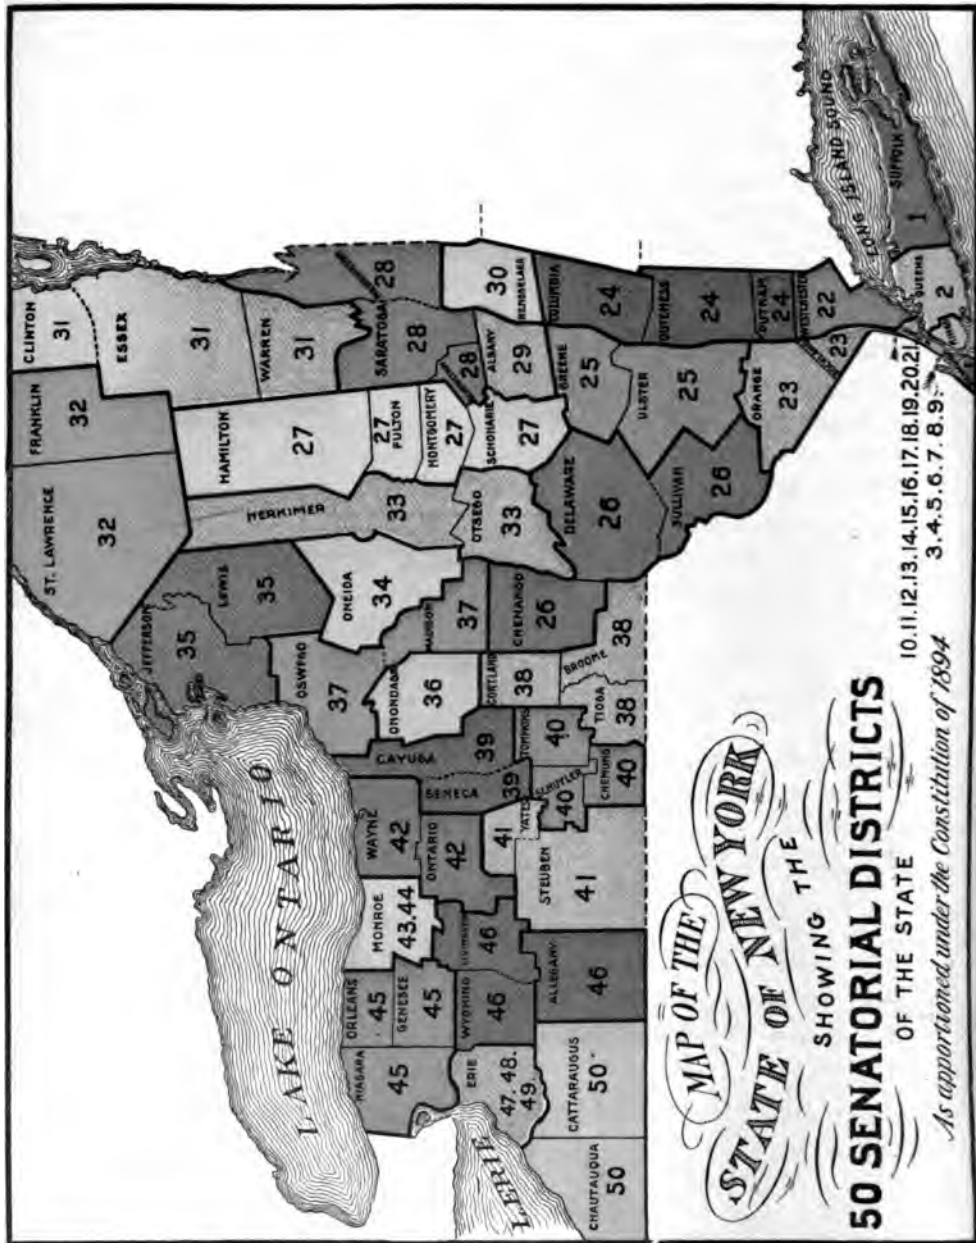 MAP OF THE
STATE OF NEW YORK
SHOWING THE
50 SENATORIAL DISTRICTS
OF THE STATE
As apportioned under the Constitution of 1894
LAKE ONTARIO
L. ERIE
LONG ISLAND SOUND
ST. LAWRENCE
32
FRANKLIN
32
CLINTON
31
ESSEX
31
WARREN
31
HAMILTON
27
27
FULTON
MONTGOMERY
27
SCHOHARIE
27
SARATOGA
28
28
28
HERKIMER
33
OTSEGO
33
JEFFERSON
35
LEWIS
35
ONEIDA
34
OSWEGO
37
MADISON
37
ONONDAGA
36
CORTLAND
38
CHENANGO
26
BROOME
38
TIOGA
38
CAYUGA
39
SENECA
39
TOMPKINS
40
SCHUYLER
40
CHEMUNG
40
WAYNE
42
ONTARIO
42
YATES
41
STEUBEN
41
MONROE
43.44
LIVINGSTON
46
ORLEANS
45
GENESEE
45
WYOMING
46
ALLEGANY
46
NIAGARA
45
ERIE
47. 48.
49.
CATTARAUGUS
50
CHAUTAUQUA
50
ALBANY
29
30
RENSSELAER
GREENE
25
COLUMBIA
24
ULSTER
25
DUTCHESS
24
DELAWARE
26
SULLIVAN
26
ORANGE
23
PUTNAM
24
WESTCHESTER
22
23
10.11.12.13.14.15.16.17.18.19.20.21
3.4.5.6.7.8.9
QUEENS
2
SUFFOLK
1